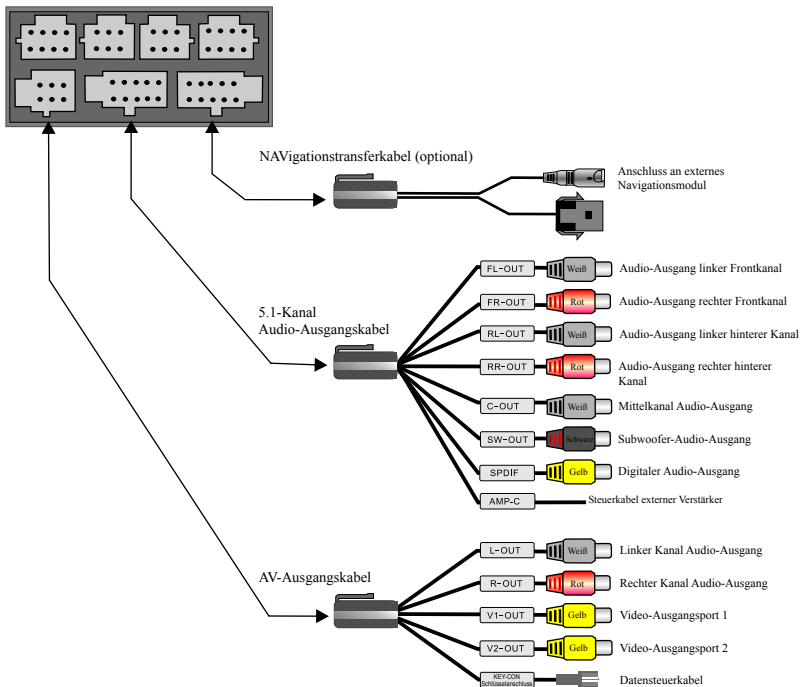 NAVigationstransferkabel (optional)
Anschluss an externes
Navigationsmodul
5.1-Kanal
Audio-Ausgangskabel
FL-OUT Weiß Audio-Ausgang linker Frontkanal
FR-OUT Rot Audio-Ausgang rechter Frontkanal
RL-OUT Weiß Audio-Ausgang linker hinterer Kanal
RR-OUT Rot Audio-Ausgang rechter hinterer
Kanal
C-OUT Weiß Mittelkanal Audio-Ausgang
SW-OUT Schwarz Subwoofer-Audio-Ausgang
SPDIF Gelb Digitaler Audio-Ausgang
AMP-C Steuerkabel externer Verstärker
AV-Ausgangskabel
L-OUT Weiß Linker Kanal Audio-Ausgang
R-OUT Rot Rechter Kanal Audio-Ausgang
V1-OUT Gelb Video-Ausgangsport 1
V2-OUT Gelb Video-Ausgangsport 2
KEY-CON
Schlüsselanschluss Datensteuerkabel